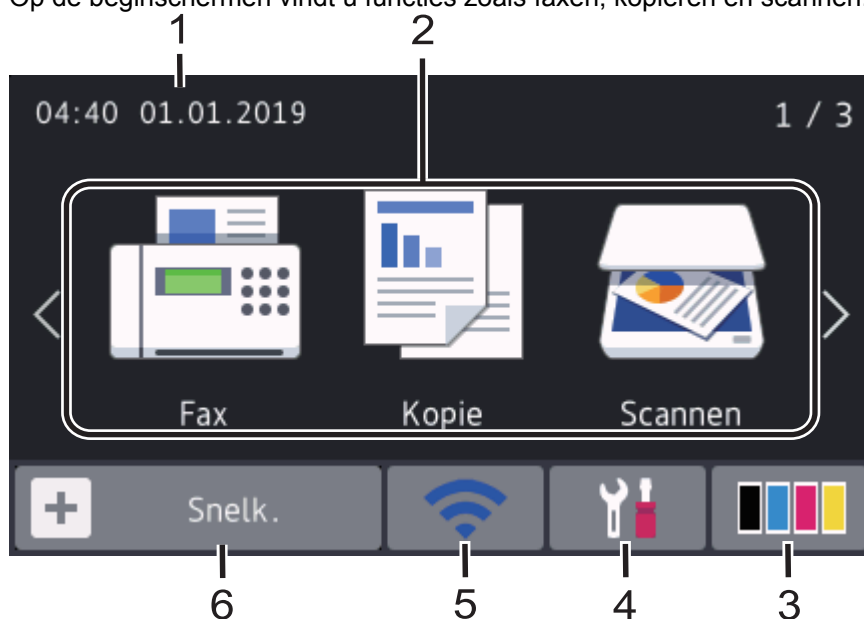 Op de beginschermen vindt u functies zoals faxen, kopiëren en scannen.
1 2
04:40 01.01.2019 1 / 3
Fax Kopie Scannen
Snelk.
6 5 4 3